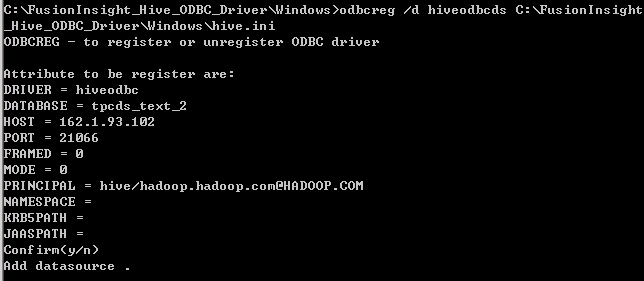 C:\FusionInsight_Hive_ODBC_Driver\Windows>odbcreg /d hiveodbcds C:\FusionInsight
_Hive_ODBC_Driver\Windows\hive.ini
ODBCREG - to register or unregister ODBC driver
Attribute to be register are:
DRIVER = hiveodbc
DATABASE = tpcds_text_2
HOST = 162.1.93.102
PORT = 21066
FRAMED = 0
MODE = 0
PRINCIPAL = hive/hadoop.hadoop.com@HADOOP.COM
NAMESPACE =
KRB5PATH =
JAASPATH =
Confirm(y/n)
Add datasource .